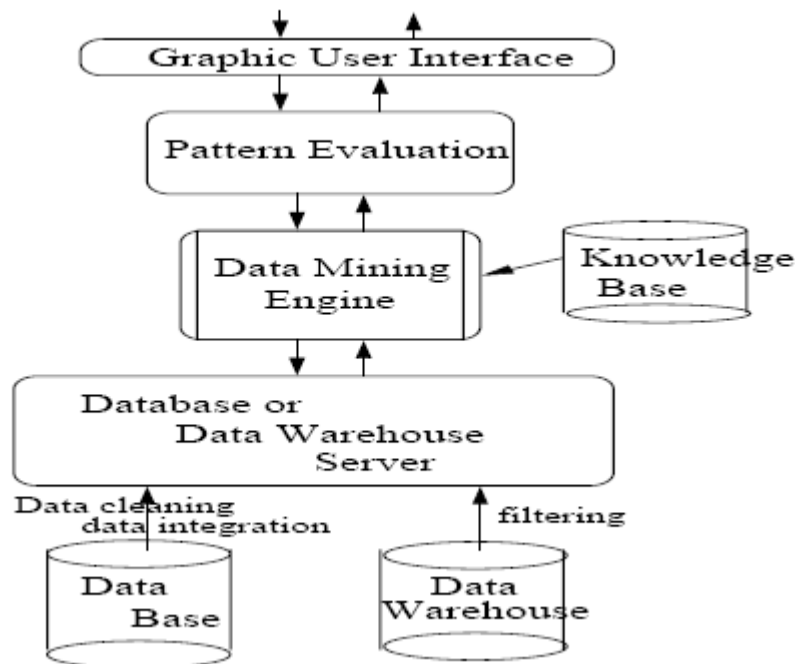 Graphic User Interface
Pattern Evaluation
Data Mining
Engine
Knowledge
Base
Database or
Data Warehouse
Server
Data cleaning
data integration
filtering
Data
Base
Data
Warehouse